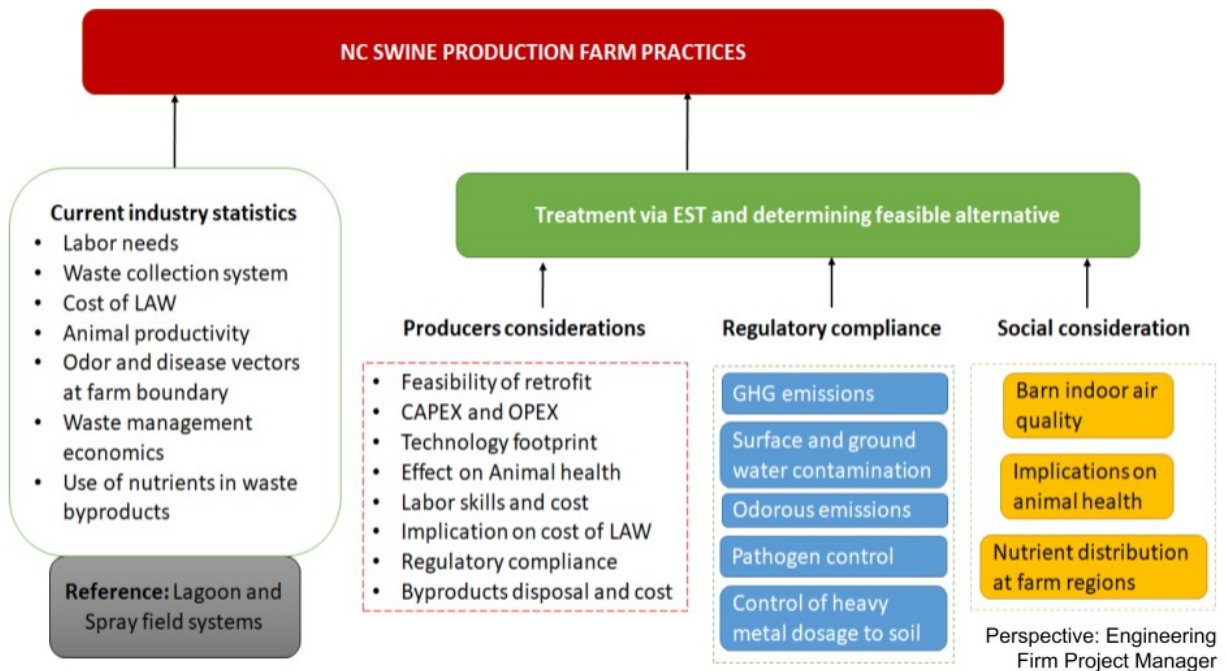 NC SWINE PRODUCTION FARM PRACTICES
Current industry statistics
• Labor needs
• Waste collection system
• Cost of LAW
• Animal productivity
• Odor and disease vectors
at farm boundary
• Waste management
economics
• Use of nutrients in waste
byproducts
Reference: Lagoon and
Spray field systems
Treatment via EST and determining feasible alternative
Producers considerations
• Feasibility of retrofit
• CAPEX and OPEX
• Technology footprint
• Effect on Animal health
• Labor skills and cost
• Implication on cost of LAW
• Regulatory compliance
• Byproducts disposal and cost
Regulatory compliance
GHG emissions
Surface and ground
water contamination
Odorous emissions
Pathogen control
Control of heavy
metal dosage to soil
Social consideration
Barn indoor air
quality
Implications on
animal health
Nutrient distribution
at farm regions
Perspective: Engineering
Firm Project Manager